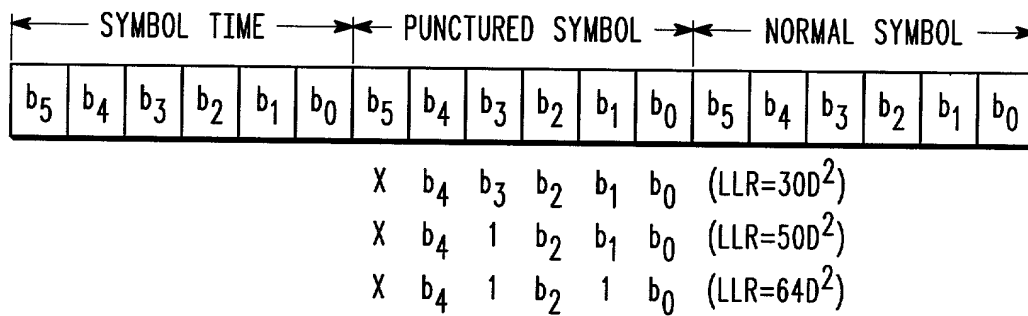 SYMBOL TIME PUNCTURED SYMBOL NORMAL SYMBOL
b5 b4 b3 b2 b1 b0 b5 b4 b3 b2 b1 b0 b5 b4 b3 b2 b1 b0
X b4 b3 b2 b1 b0 (LLR=30D²)
X b4 1 b2 b1 b0 (LLR=50D²)
X b4 1 b2 1 b0 (LLR=64D²)